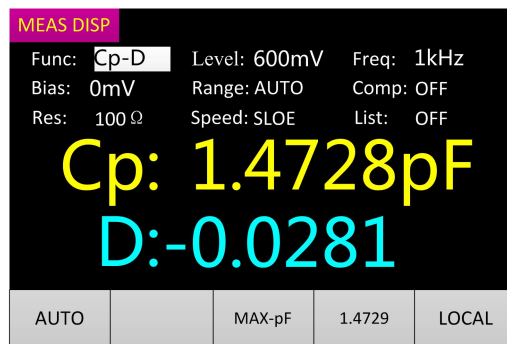 MEAS DISP
Func: Cp-D Level: 600mV Freq: 1kHz
Bias: 0mV Range: AUTO Comp: OFF
Res: 100 Ω Speed: SLOE List: OFF
Cp: 1.4728pF
D:-0.0281
AUTO MAX-pF 1.4729 LOCAL